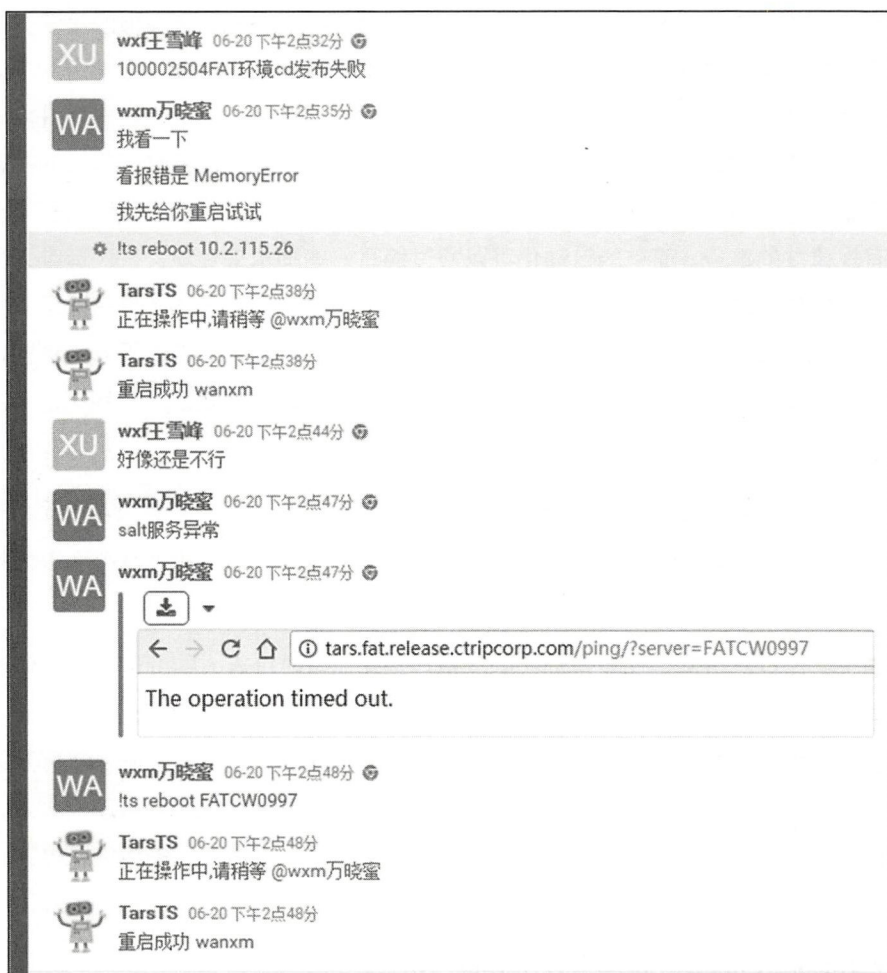 XU
wxf王雪峰 06-20 下午2点32分
100002504FAT环境cd发布失败
WA
wxm万晓蜜 06-20 下午2点35分
我看一下
看报错是 MemoryError
我先给你重启试试
!ts reboot 10.2.115.26
TarsTS 06-20 下午2点38分
正在操作中,请稍等 @wxm万晓蜜
TarsTS 06-20 下午2点38分
重启成功 wanxm
XU
wxf王雪峰 06-20 下午2点44分
好像还是不行
WA
wxm万晓蜜 06-20 下午2点47分
salt服务异常
WA
wxm万晓蜜 06-20 下午2点47分
tars.fat.release.ctripcorp.com/ping/?server=FATCW0997
The operation timed out.
WA
wxm万晓蜜 06-20 下午2点48分
!ts reboot FATCW0997
TarsTS 06-20 下午2点48分
正在操作中,请稍等 @wxm万晓蜜
TarsTS 06-20 下午2点48分
重启成功 wanxm